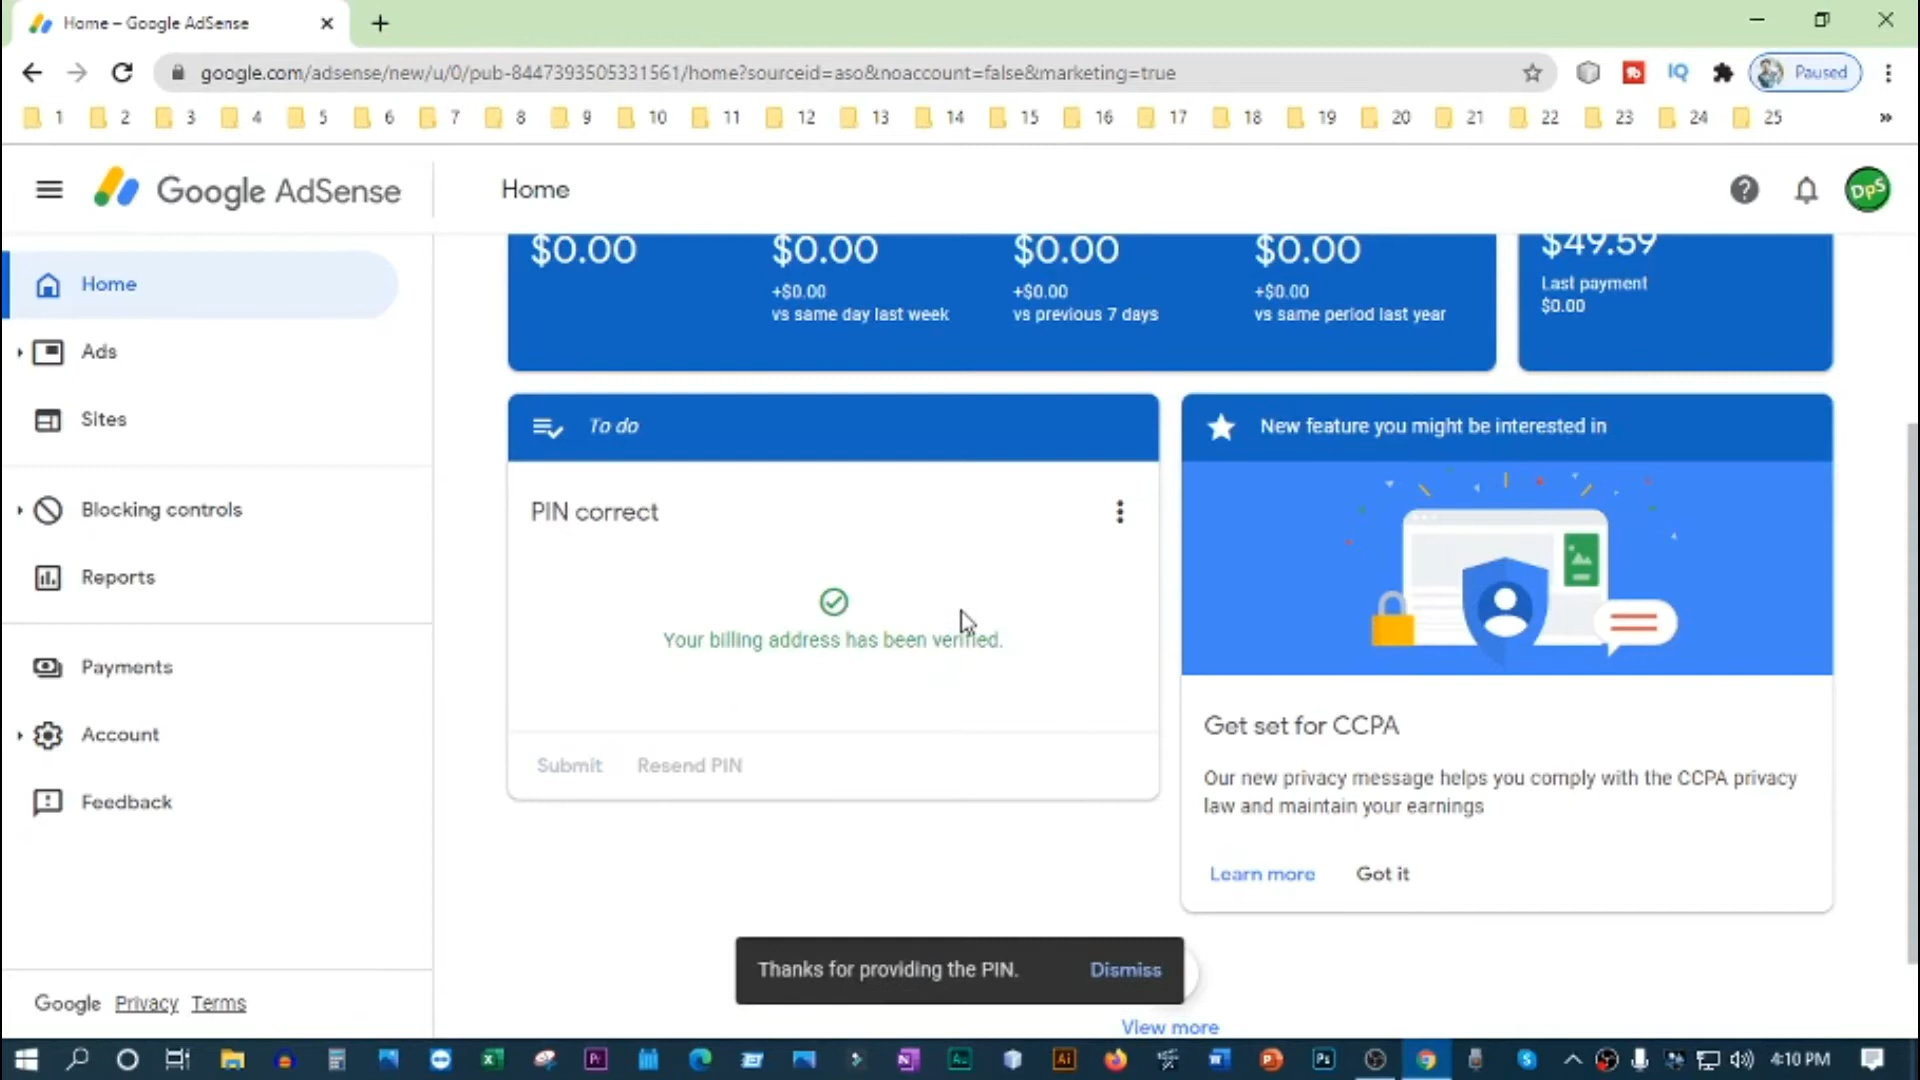 Home – Google AdSense
google.com/adsense/new/u/0/pub-8447393505331561/home?sourceid=aso&noaccount=false&marketing=true
IQ
Paused
1 2 3 4 5 6 7 8 9 10 11 12 13 14 15 16 17 18 19 20 21 22 23 24 25 »
Google AdSense
Home
DPS
Home
Ads
Sites
Blocking controls
Reports
Payments
Account
Feedback
Google Privacy Terms
$0.00 $0.00 $0.00 $0.00
+$0.00 +$0.00 +$0.00
vs same day last week vs previous 7 days vs same period last year
$49.59
Last payment
$0.00
To do
PIN correct
Your billing address has been verified.
Submit Resend PIN
New feature you might be interested in
Get set for CCPA
Our new privacy message helps you comply with the CCPA privacy
law and maintain your earnings
Learn more Got it
Thanks for providing the PIN. Dismiss
View more
Pr
Ai
Ps
4:10 PM